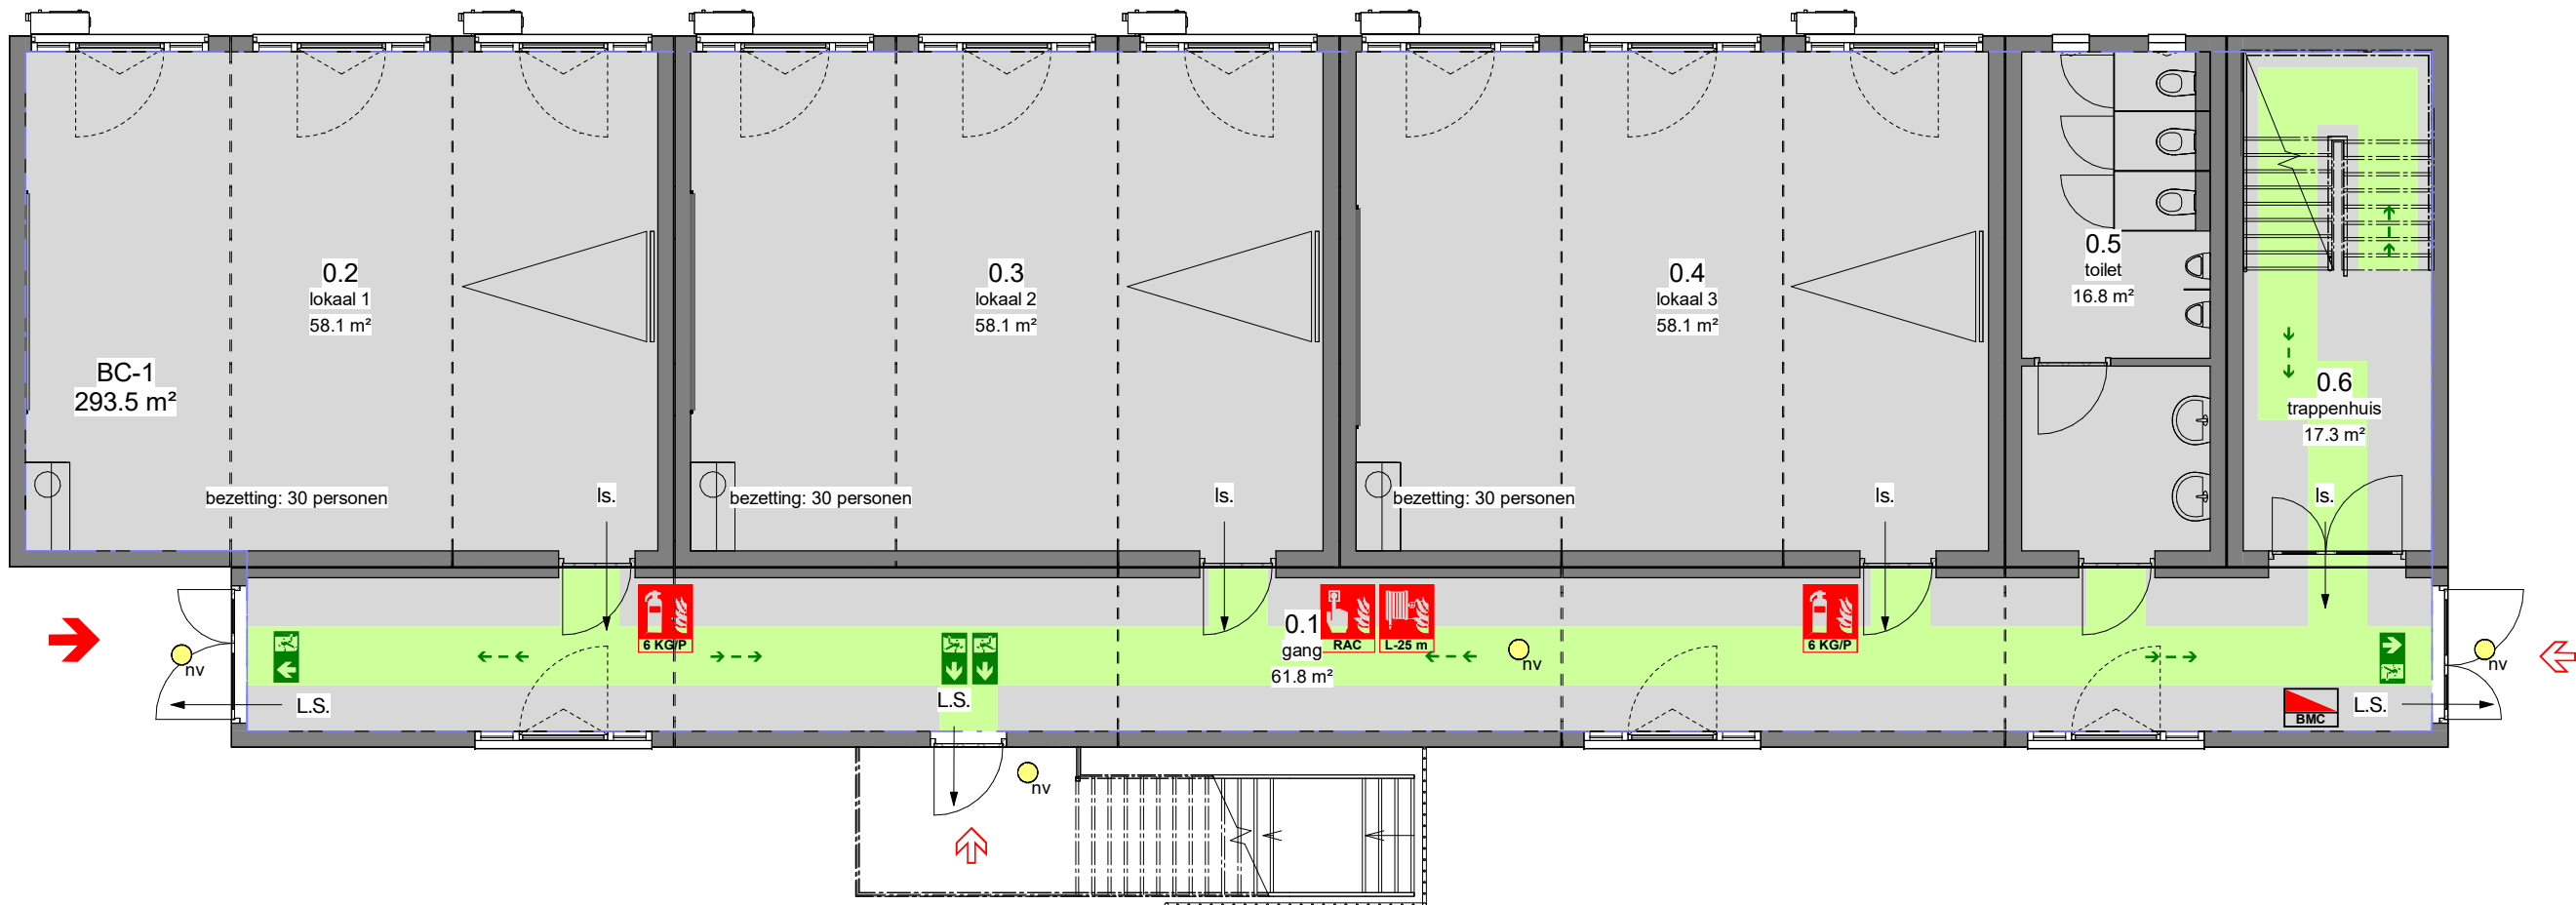 0.2
lokaal 1
58.1 m²
0.3
lokaal 2
58.1 m²
0.4
lokaal 3
58.1 m²
0.5
toilet
16.8 m²
BC-1
293.5 m²
0.6
trappenhuis
17.3 m²
bezetting: 30 personen
ls.
bezetting: 30 personen
ls.
bezetting: 30 personen
ls.
ls.
6 KG/P
0.1
gang
61.8 m²
RAC
L-25 m
6 KG/P
nv
nv
nv
L.S.
L.S.
BMC
L.S.
nv